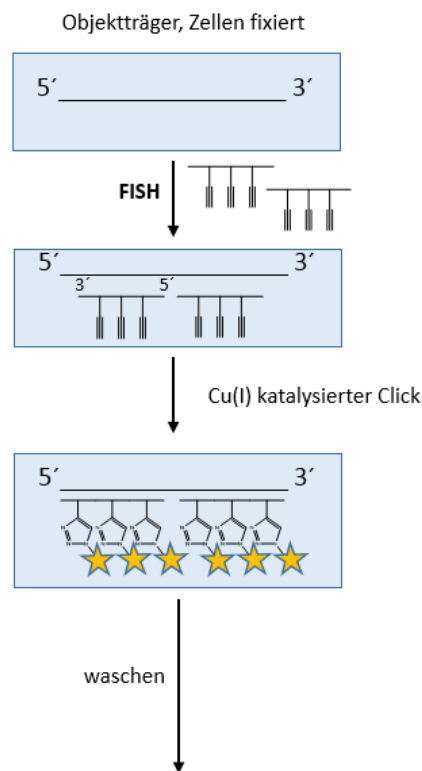 Objektträger, Zellen fixiert
5´ 3´
FISH
5´ 3´
3´ 5´
Cu(I) katalysierter Click
5´ 3´
waschen